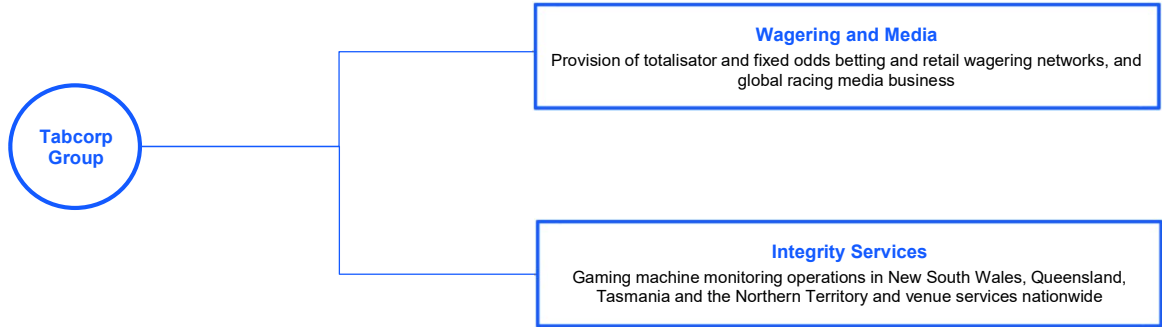 Tabcorp
Group
Wagering and Media
Provision of totalisator and fixed odds betting and retail wagering networks, and
global racing media business
Integrity Services
Gaming machine monitoring operations in New South Wales, Queensland,
Tasmania and the Northern Territory and venue services nationwide